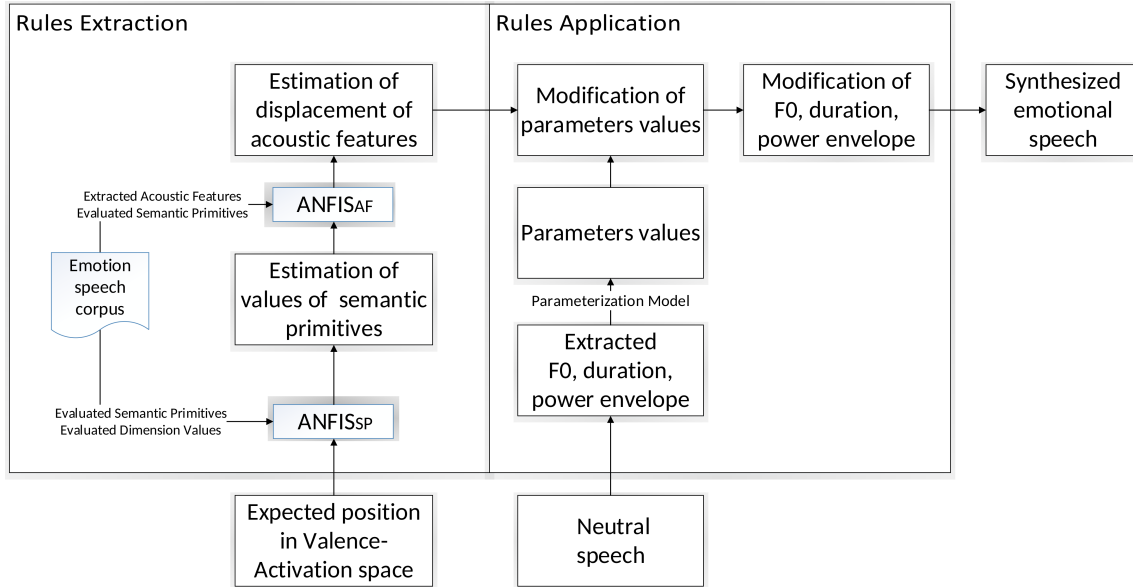 Rules Extraction
Rules Application
Estimation of
displacement of
acoustic features
Modification of
parameters values
Modification of
F0, duration,
power envelope
Synthesized
emotional
speech
Extracted Acoustic Features
Evaluated Semantic Primitives
ANFISAF
Parameters values
Emotion
speech
corpus
Estimation of
values of semantic
primitives
Parameterization Model
Extracted
F0, duration,
power envelope
Evaluated Semantic Primitives
Evaluated Dimension Values
ANFISSP
Expected position
in Valence-
Activation space
Neutral
speech